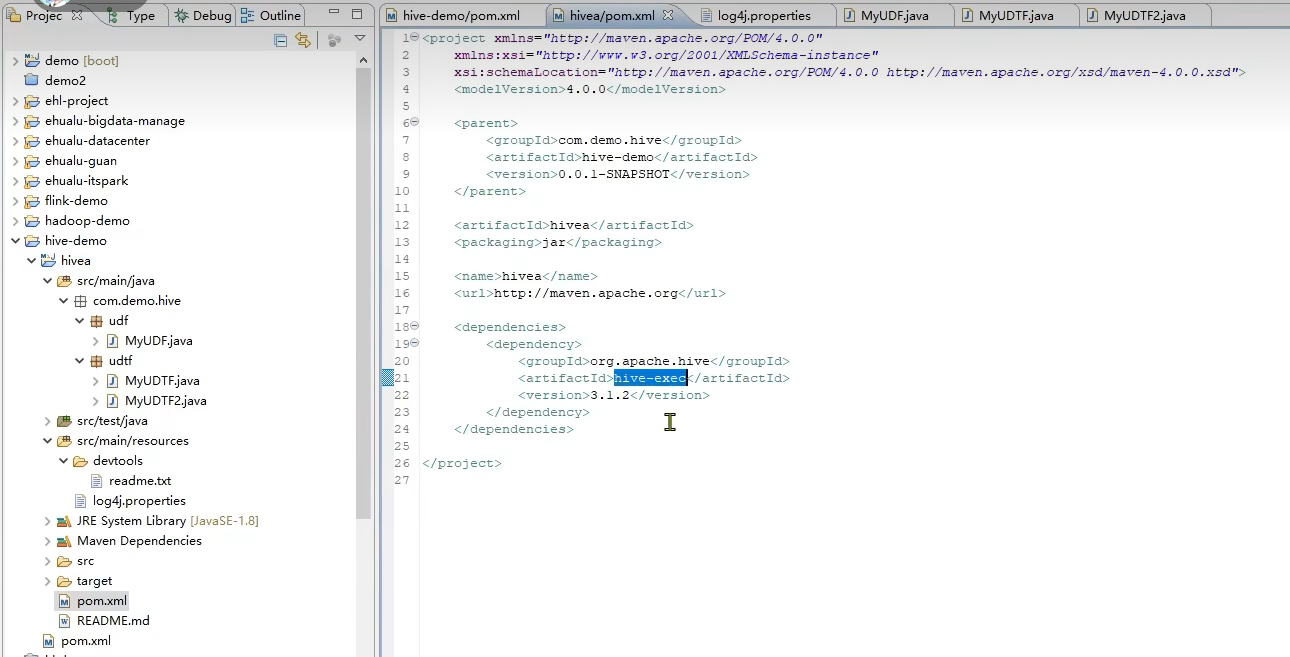 Projec Type Debug Outline
demo [boot]
demo2
ehl-project
ehualu-bigdata-manage
ehualu-datacenter
ehualu-guan
ehualu-itspark
flink-demo
hadoop-demo
hive-demo
hivea
src/main/java
com.demo.hive
udf
MyUDF.java
udtf
MyUDTF.java
MyUDTF2.java
src/test/java
src/main/resources
devtools
readme.txt
log4j.properties
JRE System Library [JavaSE-1.8]
Maven Dependencies
src
target
pom.xml
README.md
pom.xml
hive-demo/pom.xml hivea/pom.xml log4j.properties MyUDF.java MyUDTF.java MyUDTF2.java
1 <project xmlns="http://maven.apache.org/POM/4.0.0"
2 xmlns:xsi="http://www.w3.org/2001/XMLSchema-instance"
3 xsi:schemaLocation="http://maven.apache.org/POM/4.0.0 http://maven.apache.org/xsd/maven-4.0.0.xsd">
4 <modelVersion>4.0.0</modelVersion>
5
6 <parent>
7 <groupId>com.demo.hive</groupId>
8 <artifactId>hive-demo</artifactId>
9 <version>0.0.1-SNAPSHOT</version>
10 </parent>
11
12 <artifactId>hivea</artifactId>
13 <packaging>jar</packaging>
14
15 <name>hivea</name>
16 <url>http://maven.apache.org</url>
17
18 <dependencies>
19 <dependency>
20 <groupId>org.apache.hive</groupId>
21 <artifactId>hive-exec</artifactId>
22 <version>3.1.2</version>
23 </dependency>
24 </dependencies>
25
26 </project>
27